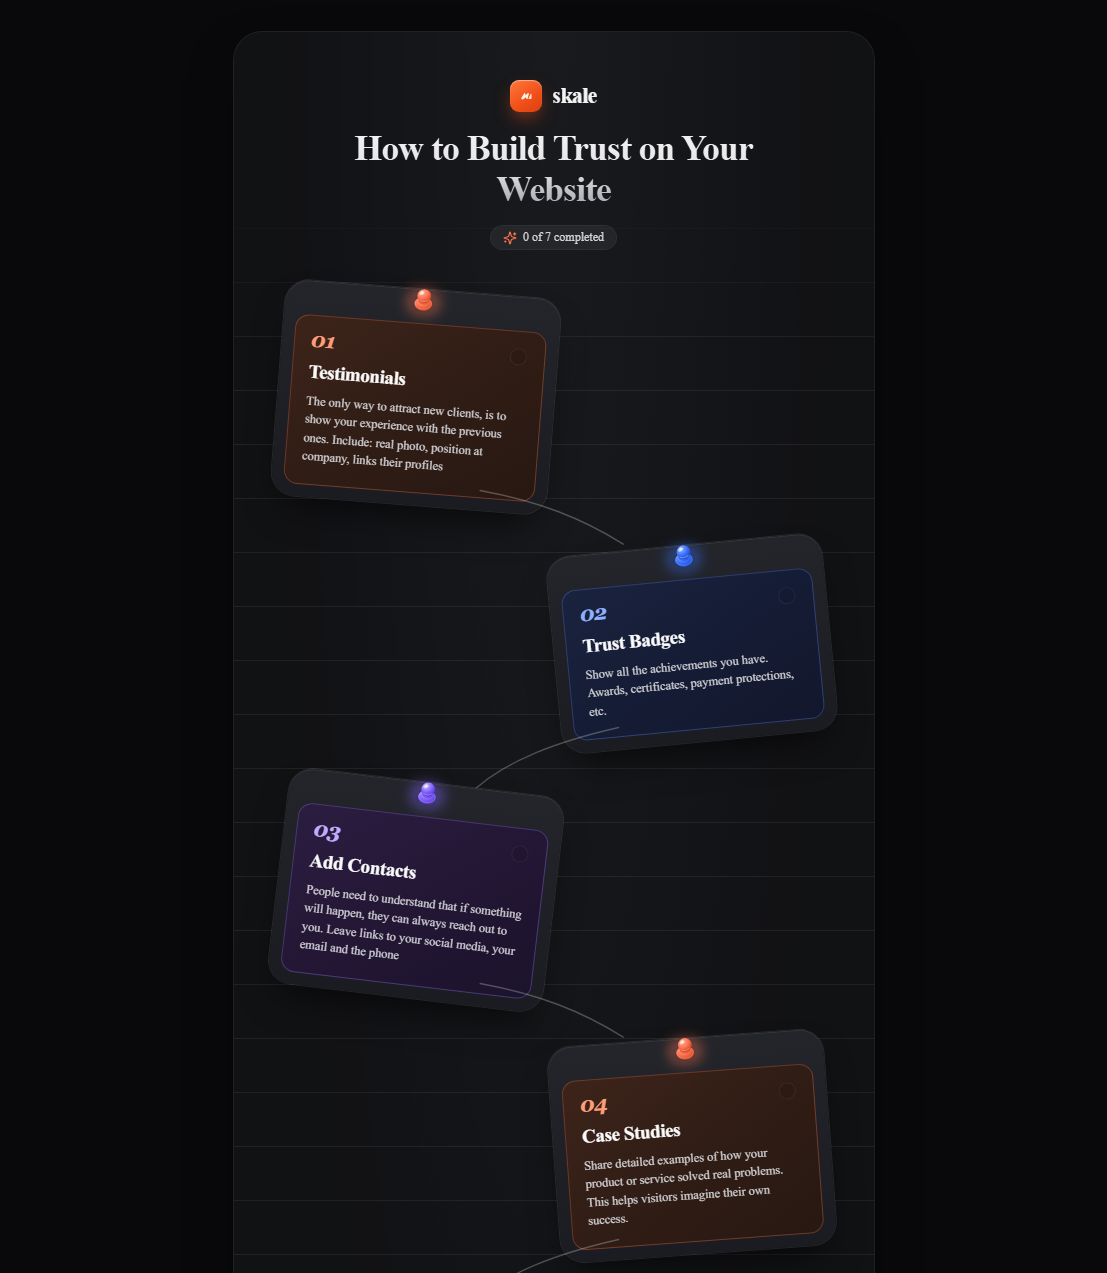 skale
How to Build Trust on Your
Website
0 of 7 completed
01
Testimonials
The only way to attract new clients, is to
show your experience with the previous
ones. Include: real photo, position at
company, links their profiles
02
Trust Badges
Show all the achievements you have.
Awards, certificates, payment protections,
etc.
03
Add Contacts
People need to understand that if something
will happen, they can always reach out to
you. Leave links to your social media, your
email and the phone
04
Case Studies
Share detailed examples of how your
product or service solved real problems.
This helps visitors imagine their own
success.